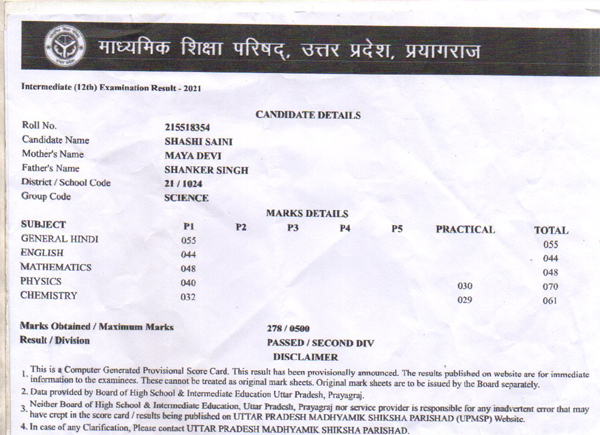 माध्यमिक शिक्षा परिषद्, उत्तर प्रदेश, प्रयागराज
Intermediate (12th) Examination Result - 2021
CANDIDATE DETAILS
Roll No. 215518354
Candidate Name SHASHI SAINI
Mother's Name MAYA DEVI
Father's Name SHANKER SINGH
District / School Code 21 / 1024
Group Code SCIENCE
MARKS DETAILS
SUBJECT P1 P2 P3 P4 P5 PRACTICAL TOTAL
GENERAL HINDI 055 055
ENGLISH 044 044
MATHEMATICS 048 048
PHYSICS 040 030 070
CHEMISTRY 032 029 061
Marks Obtained / Maximum Marks 278 / 0500
Result / Division PASSED / SECOND DIV
DISCLAIMER
1. This is a Computer Generated Provisional Score Card. This result has been provisionally announced. The results published on website are for immediate
information to the examinees. These cannot be treated as original mark sheets. Original mark sheets are to be issued by the Board separately.
2. Data provided by Board of High School & Intermediate Education Uttar Pradesh, Prayagraj.
3. Neither Board of High School & Intermediate Education, Uttar Pradesh, Prayagraj nor service provider is responsible for any inadvertent error that may
have crept in the score card / results being published on UTTAR PRADESH MADHYAMIK SHIKSHA PARISHAD (UPMSP) Website.
4. In case of any Clarification, Please contact UTTAR PRADESH MADHYAMIK SHIKSHA PARISHAD.